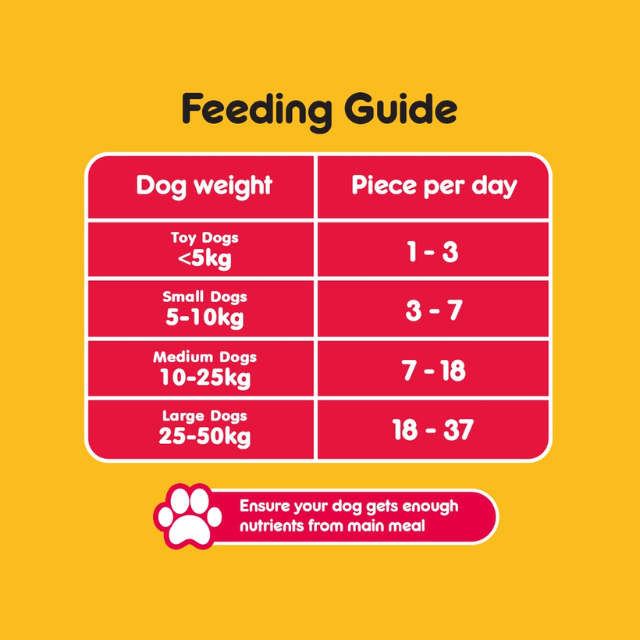 Feeding Guide
Dog weight
Piece per day
Toy Dogs
<5kg
1 - 3
Small Dogs
5-10kg
3 - 7
Medium Dogs
10-25kg
7 - 18
Large Dogs
25-50kg
18 - 37
Ensure your dog gets enough
nutrients from main meal